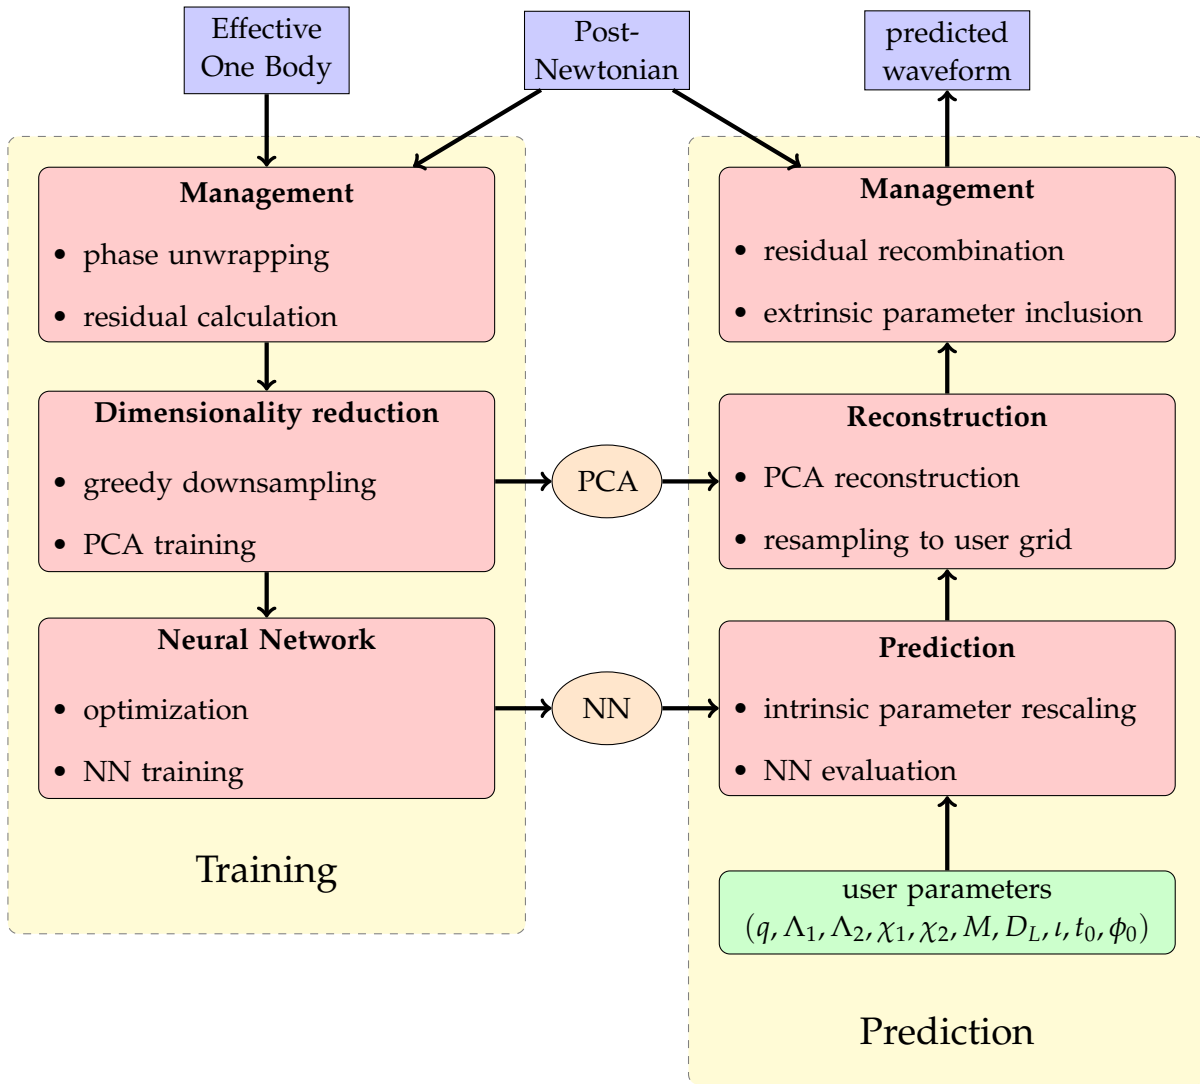 Effective
One Body
Post-
Newtonian
predicted
waveform
Management
• phase unwrapping
• residual calculation
Dimensionality reduction
• greedy downsampling
• PCA training
Neural Network
• optimization
• NN training
Training
PCA
NN
Management
• residual recombination
• extrinsic parameter inclusion
Reconstruction
• PCA reconstruction
• resampling to user grid
Prediction
• intrinsic parameter rescaling
• NN evaluation
user parameters
(q, Λ₁, Λ₂, χ₁, χ₂, M, D_L, ι, t₀, ϕ₀)
Prediction